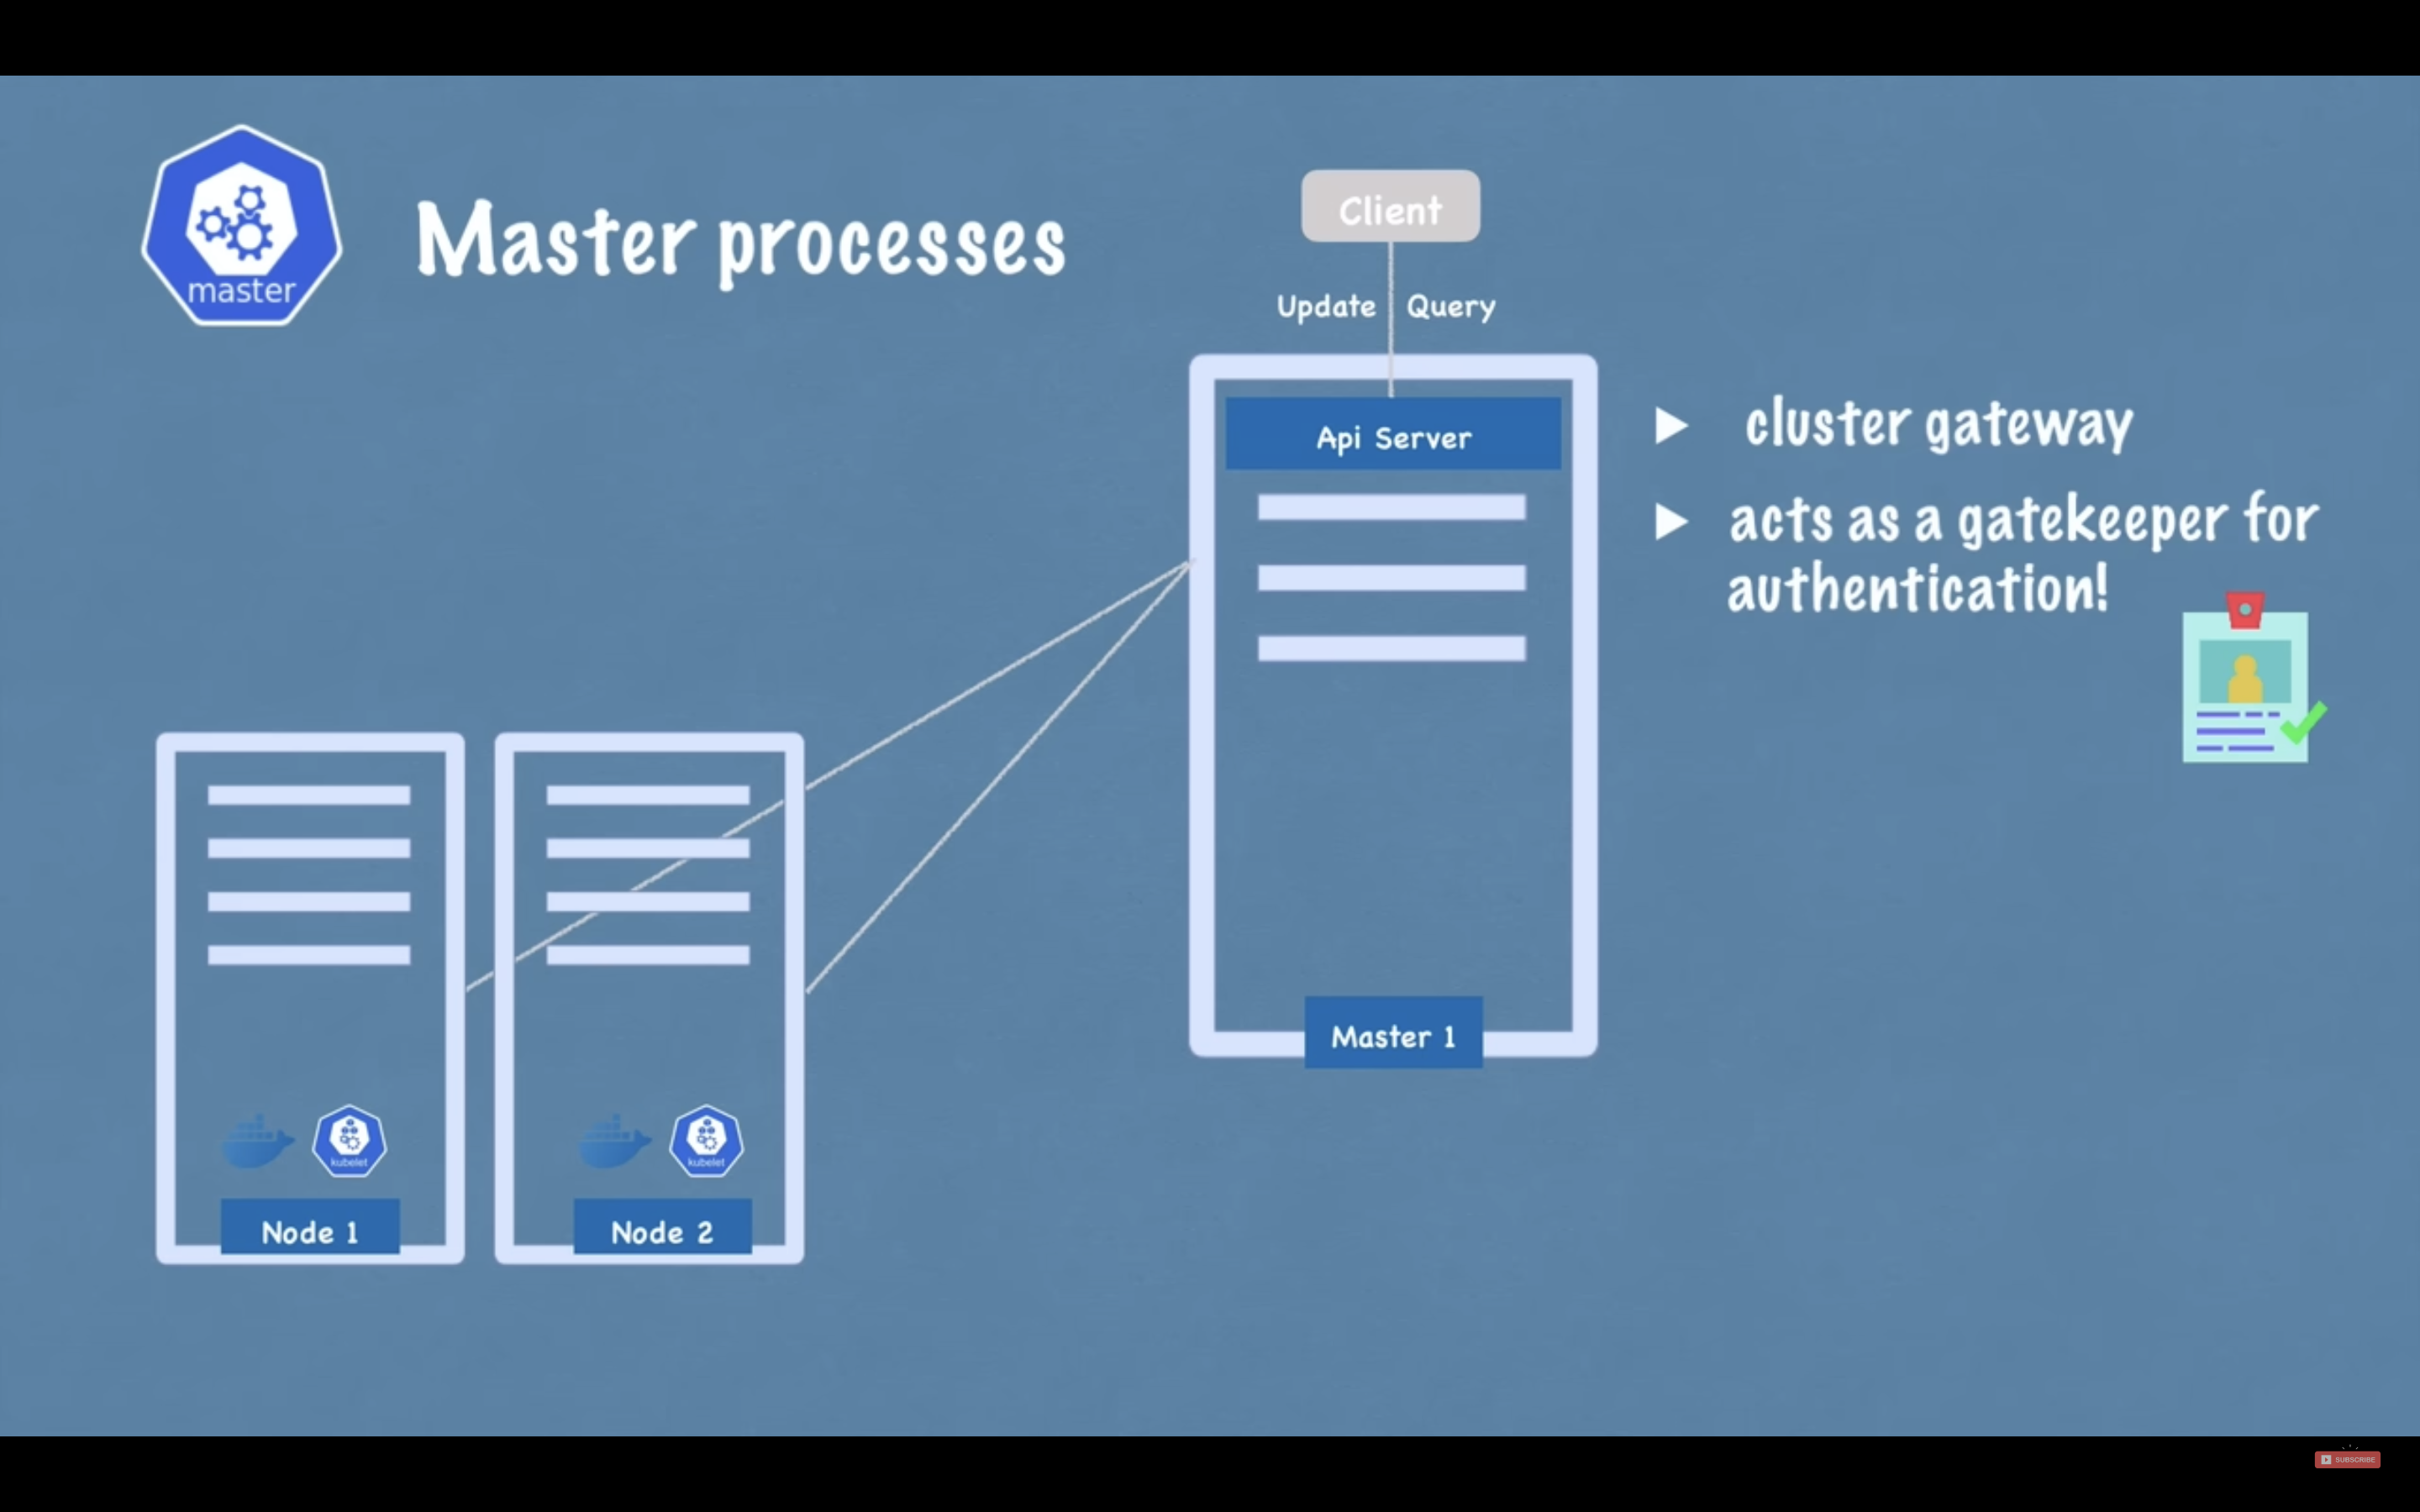 master
Master processes
Client
Update Query
Api Server
cluster gateway
acts as a gatekeeper for
authentication!
Master 1
kubelet
Node 1
kubelet
Node 2
SUBSCRIBE